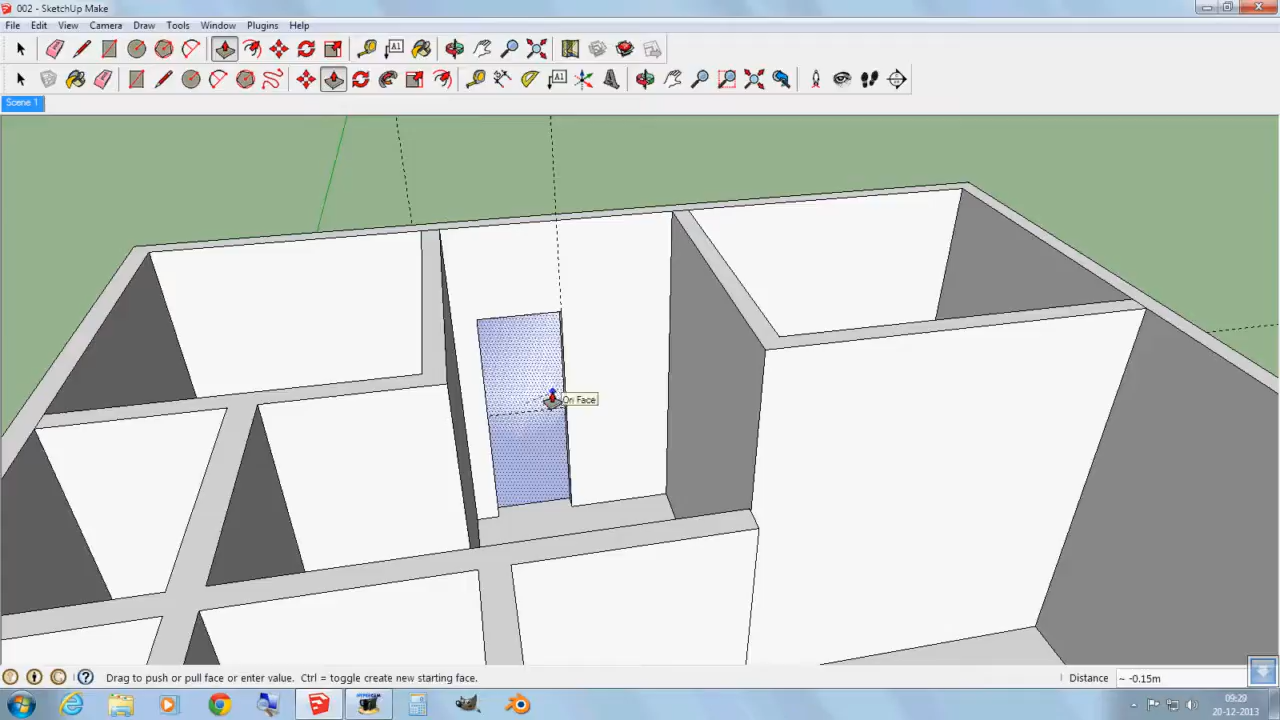 002 - SketchUp Make
File Edit View Camera Draw Tools Window Plugins Help
A1
A1
Scene 1
On Face
Drag to push or pull face or enter value. Ctrl = toggle create new starting face.
Distance ~ -0.15m
09:29
20-12-2013